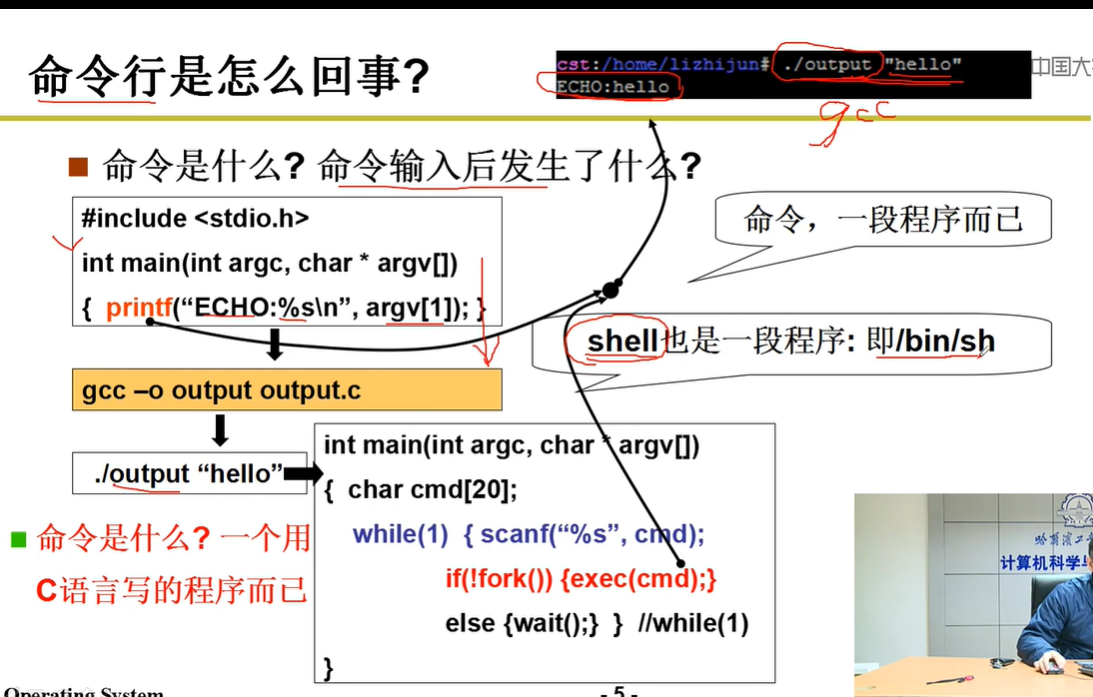 命令行是怎么回事?
cst:/home/lizhijun# ./output "hello"
ECHO:hello
中国大
gcc
■ 命令是什么? 命令输入后发生了什么?
#include <stdio.h>
int main(int argc, char * argv[])
{ printf(“ECHO:%s\n”, argv[1]); }
命令，一段程序而已
shell也是一段程序: 即/bin/sh
gcc –o output output.c
./output “hello”
int main(int argc, char * argv[])
{ char cmd[20];
while(1) { scanf(“%s”, cmd);
if(!fork()) {exec(cmd);}
else {wait();} } //while(1)
}
■ 命令是什么? 一个用
C语言写的程序而已
计算机科学
Operating System
- 5 -